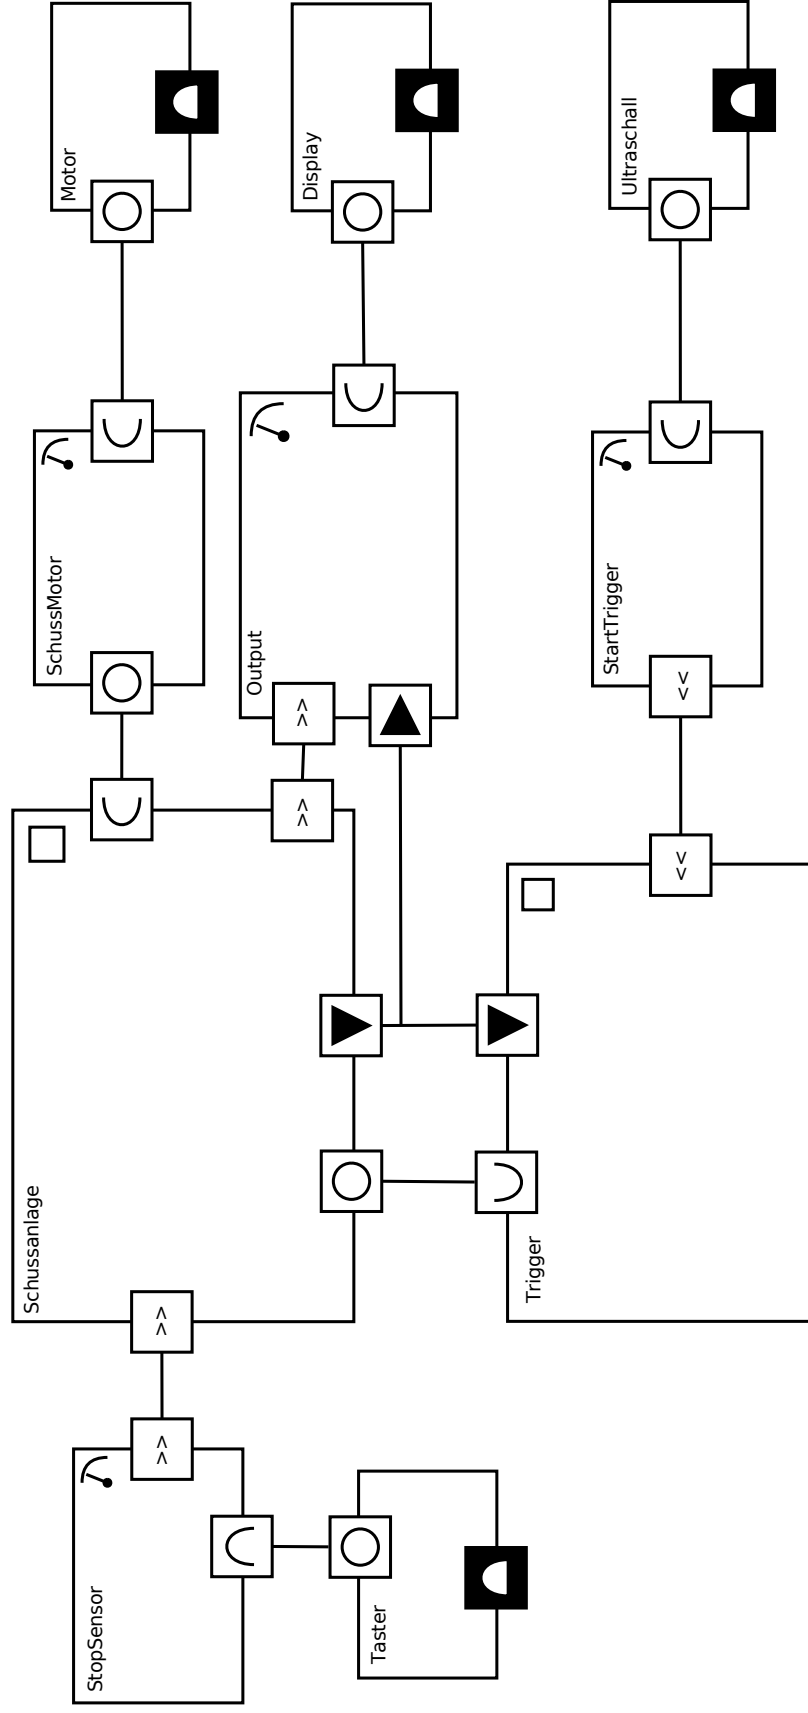 Motor
Display
Ultraschall
SchussMotor
Output
StartTrigger
>>
>>
<<
>>
<<
Schussanlage
Trigger
>>
StopSensor
Taster